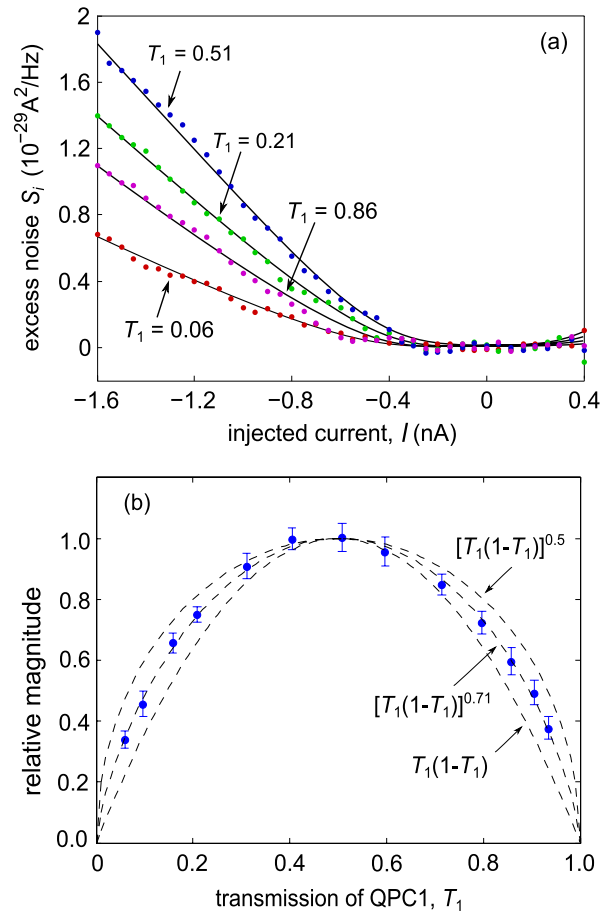 2
1.6
1.2
0.8
0.4
0
excess noise Si (10⁻²⁹A²/Hz)
(a)
T₁ = 0.51
T₁ = 0.21
T₁ = 0.86
T₁ = 0.06
−1.6 −1.2 −0.8 −0.4 0 0.4
injected current, I (nA)
(b)
1.0
0.8
0.6
0.4
0.2
0.0
relative magnitude
[T₁(1-T₁)]⁰·⁵
[T₁(1-T₁)]⁰·⁷¹
T₁(1-T₁)
0 0.2 0.4 0.6 0.8 1.0
transmission of QPC1, T₁